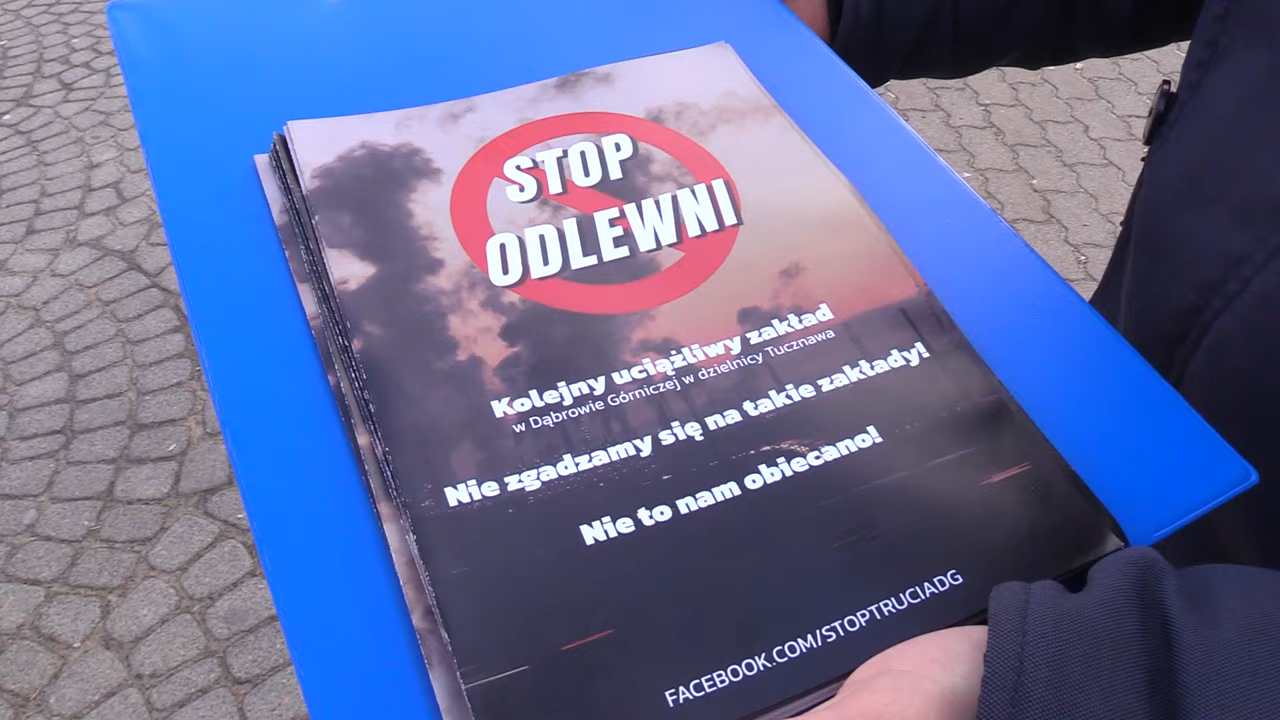 STOP
ODLEWNI
Kolejny uciążliwy zakład
w Dąbrowie Górniczej w dzielnicy Tucznawa
Nie zgadzamy się na takie zakłady!
Nie to nam obiecano!
FACEBOOK.COM/STOPTRUCIADG